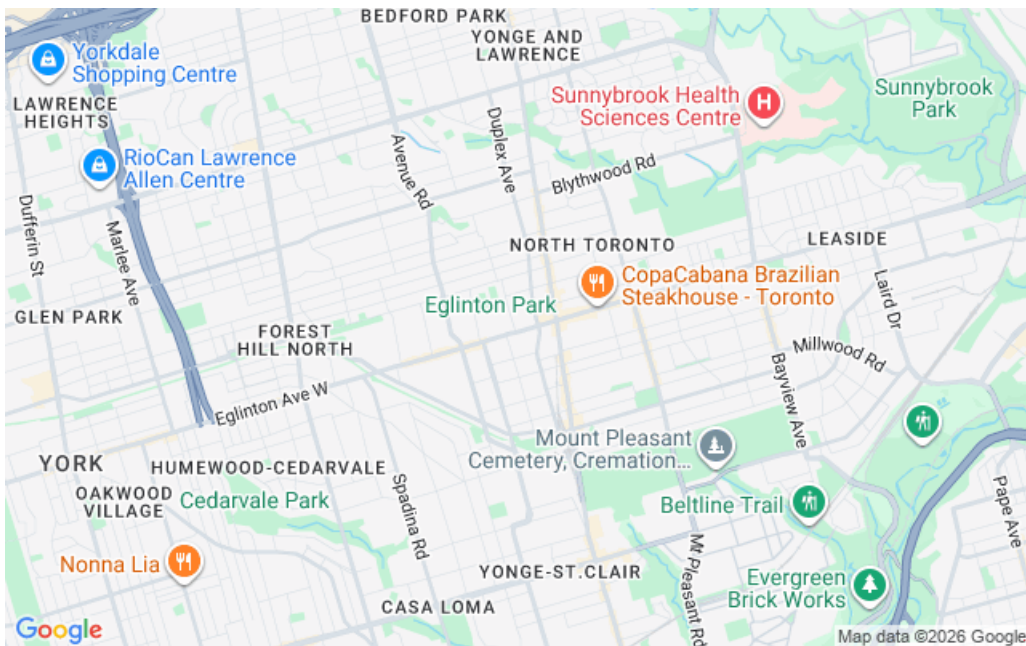 BEDFORD PARK
YONGE AND
LAWRENCE
Yorkdale
Shopping Centre
LAWRENCE
HEIGHTS
Sunnybrook Health
Sciences Centre
Sunnybrook
Park
RioCan Lawrence
Allen Centre
Avenue Rd
Duplex Ave
Blythwood Rd
Dufferin St
Marlee Ave
NORTH TORONTO
LEASIDE
CopaCabana Brazilian
Steakhouse - Toronto
Laird Dr
Eglinton Park
GLEN PARK
FOREST
HILL NORTH
Millwood Rd
Bayview Ave
Eglinton Ave W
Mount Pleasant
Cemetery, Cremation...
YORK
HUMEWOOD-CEDARVALE
OAKWOOD
VILLAGE
Cedarvale Park
Spadina Rd
Beltline Trail
Pape Ave
Nonna Lia
YONGE-ST.CLAIR
Mt Pleasant Rd
Evergreen
Brick Works
CASA LOMA
Google
Map data ©2026 Google